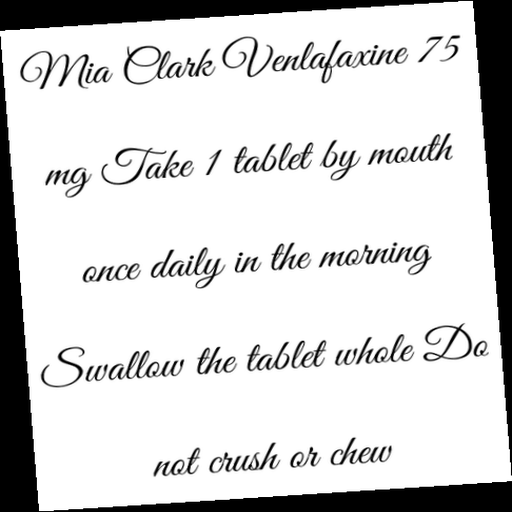 Mia Clark Venlafaxine 75
mg Take 1 tablet by mouth
once daily in the morning
Swallow the tablet whole Do
not crush or chew